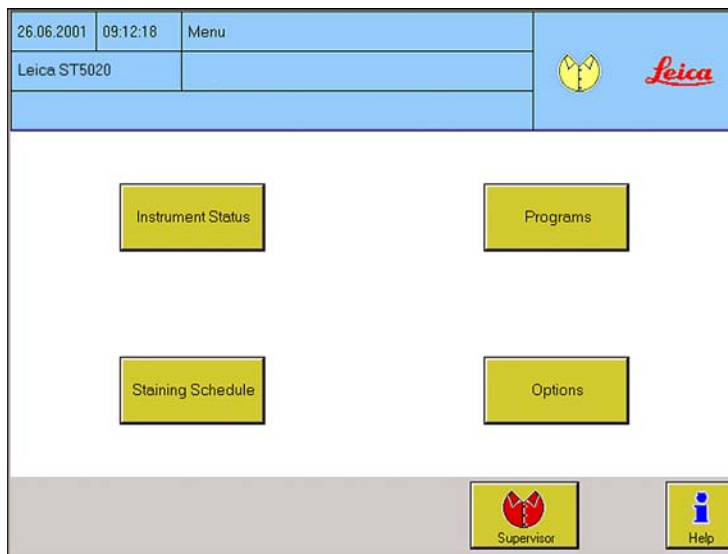 26.06.2001 09:12:18 Menu
Leica ST5020
Leica
Instrument Status Programs
Staining Schedule Options
Supervisor Help